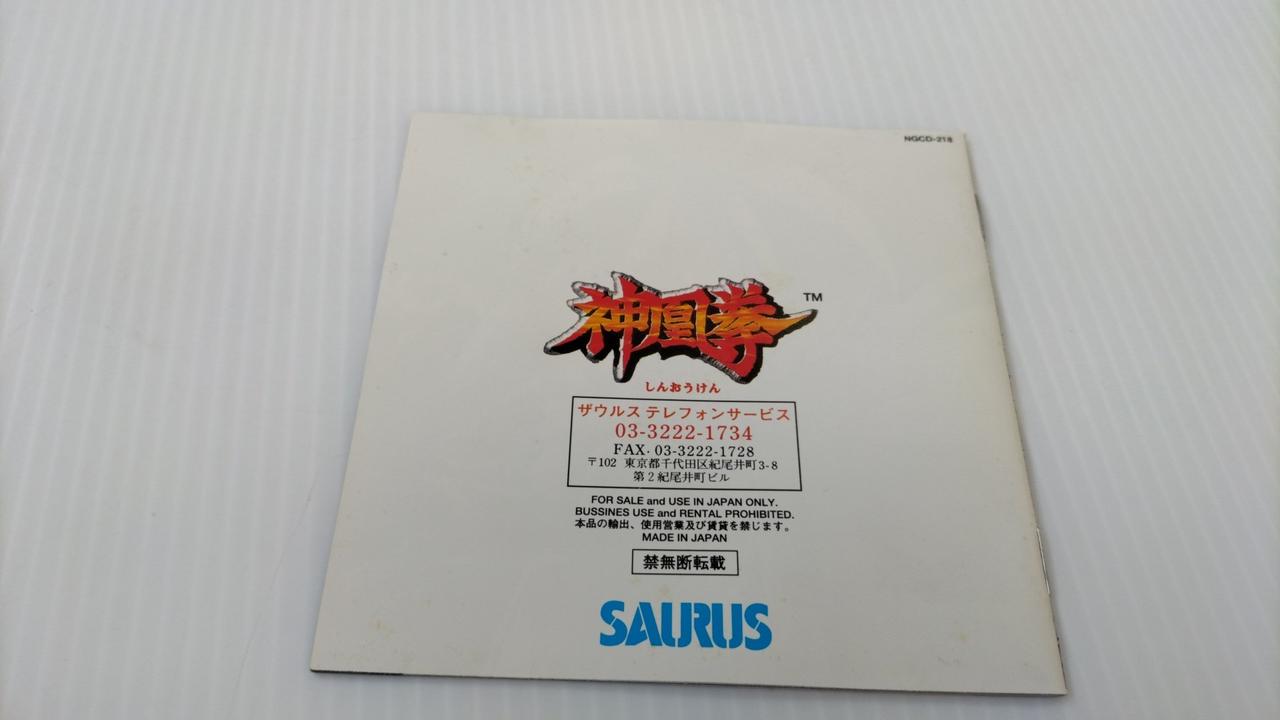 NGCD-218
神凰拳 TM
しんおうけん
ザウルス テレフォンサービス
03-3222-1734
FAX. 03-3222-1728
〒102 東京都千代田区紀尾井町3-8
第2紀尾井町ビル
FOR SALE and USE IN JAPAN ONLY.
BUSSINES USE and RENTAL PROHIBITED.
本品の輸出、使用営業及び賃貸を禁じます。
MADE IN JAPAN
禁無断転載
SAURUS